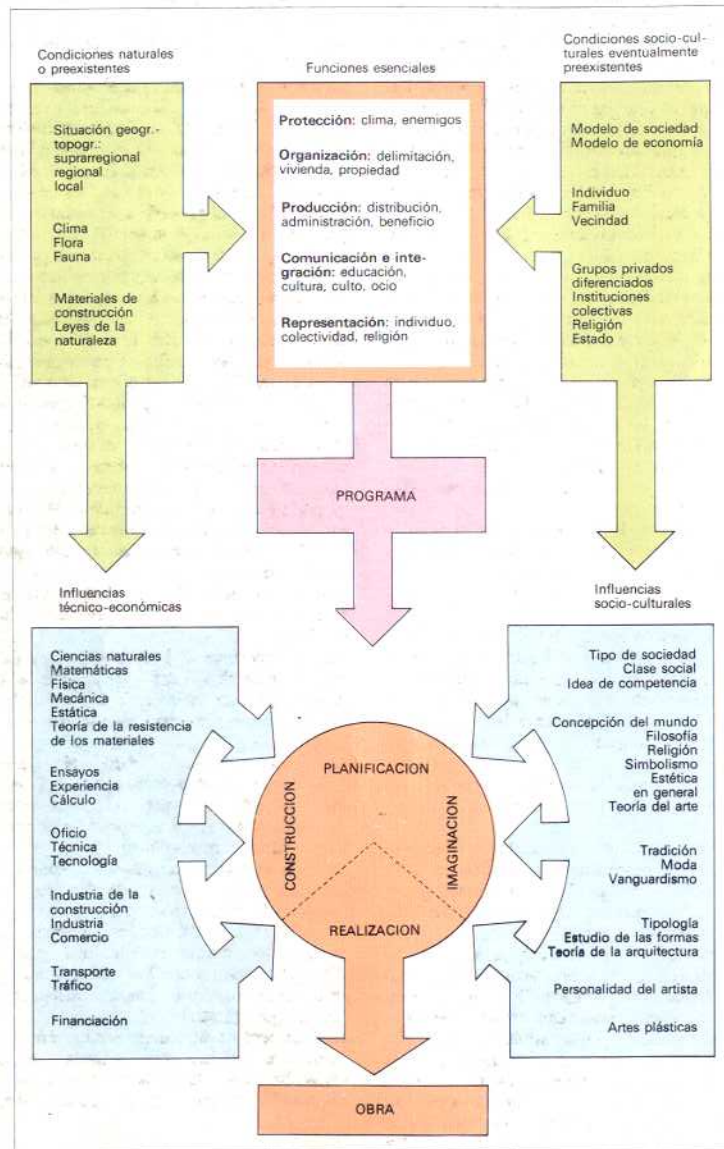 Condiciones naturales
o preexistentes
Situación geogr.-
topogr.:
suprarregional
regional
local
Clima
Flora
Fauna
Materiales de
construcción
Leyes de la
naturaleza
Funciones esenciales
Protección: clima, enemigos
Organización: delimitación,
vivienda, propiedad
Producción: distribución,
administración, beneficio
Comunicación e inte-
gración: educación,
cultura, culto, ocio
Representación: individuo,
colectividad, religión
Condiciones socio-cul-
turales eventualmente
preexistentes
Modelo de sociedad
Modelo de economía
Individuo
Familia
Vecindad
Grupos privados
diferenciados
Instituciones
colectivas
Religión
Estado
PROGRAMA
Influencias
técnico-económicas
Ciencias naturales
Matemáticas
Física
Mecánica
Estática
Teoría de la resistencia
de los materiales
Ensayos
Experiencia
Cálculo
Oficio
Técnica
Tecnología
Industria de la
construcción
Industria
Comercio
Transporte
Tráfico
Financiación
PLANIFICACION
CONSTRUCCION
IMAGINACION
REALIZACION
Influencias
socio-culturales
Tipo de sociedad
Clase social
Idea de competencia
Concepción del mundo
Filosofía
Religión
Simbolismo
Estética
en general
Teoría del arte
Tradición
Moda
Vanguardismo
Tipología
Estudio de las formas
Teoría de la arquitectura
Personalidad del artista
Artes plásticas
OBRA